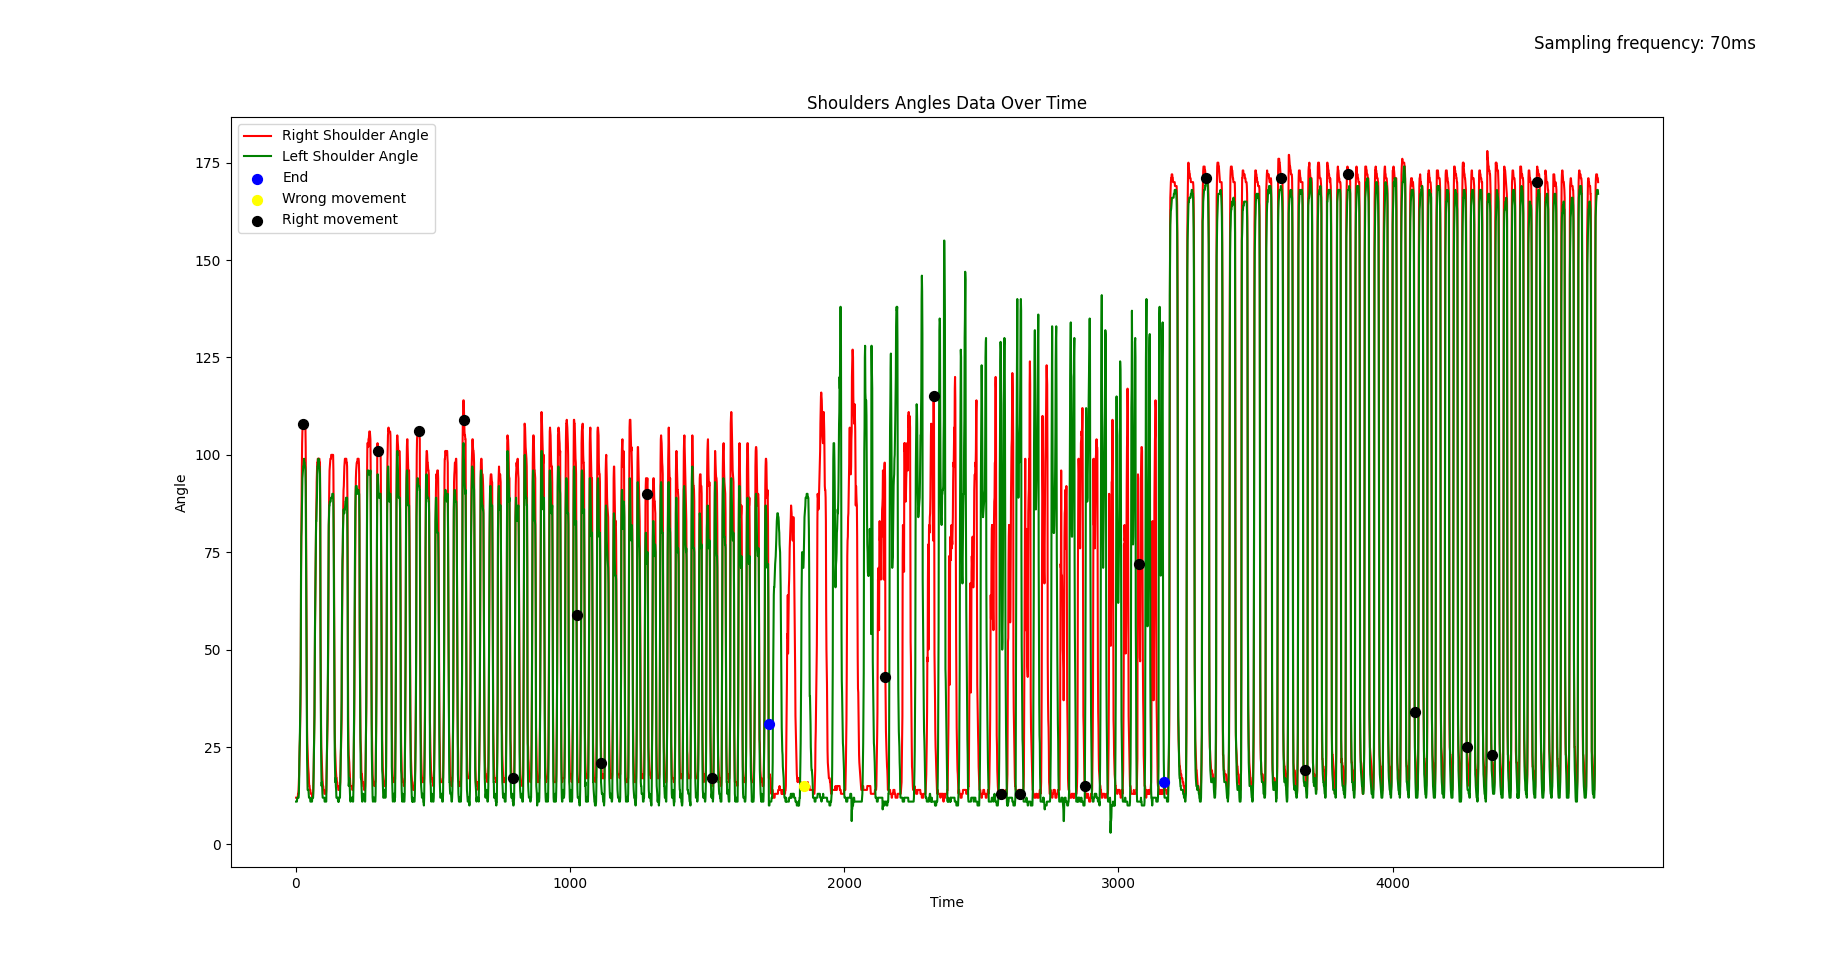 Sampling frequency: 70ms
Shoulders Angles Data Over Time
Right Shoulder Angle
Left Shoulder Angle
End
Wrong movement
Right movement
175
150
125
100
75
50
25
0
Angle
0 1000 2000 3000 4000
Time